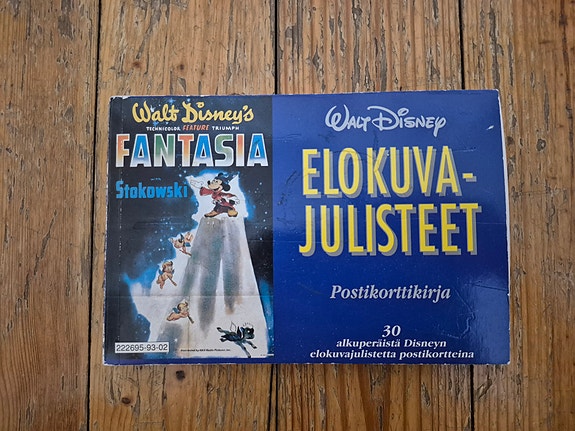 Walt Disney's
TECHNICOLOR FEATURE TRIUMPH
FANTASIA
Stokowski
222695-93-02
WALT DISNEY
ELOKUVA-
JULISTEET
Postikorttikirja
30
alkuperäistä Disneyn
elokuvajulistetta postikortteina